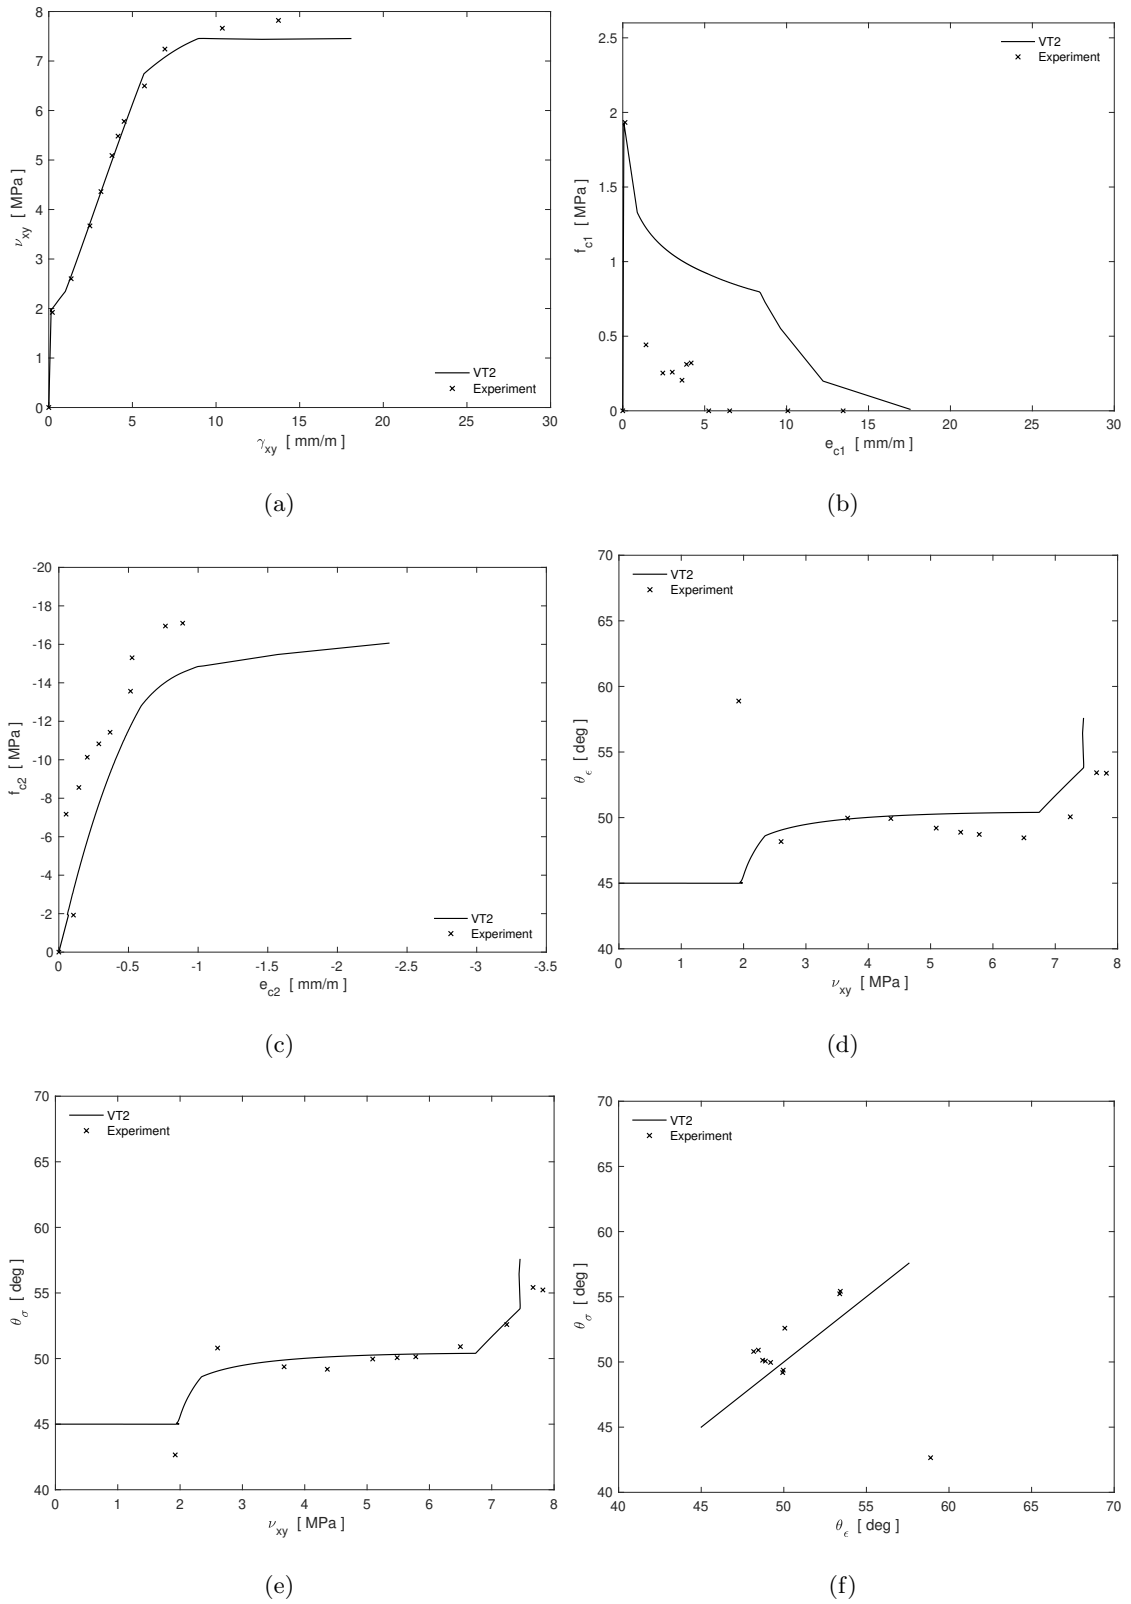 8
7
6
5
4
3
2
1
0
ν_xy [ MPa ]
VT2
Experiment
0 5 10 15 20 25 30
γ_xy [ mm/m ]
(a)
2.5
2
1.5
1
0.5
0
f_c1 [ MPa ]
VT2
Experiment
0 5 10 15 20 25 30
e_c1 [ mm/m ]
(b)
-20
-18
-16
-14
-12
-10
-8
-6
-4
-2
0
f_c2 [ MPa ]
VT2
Experiment
0 -0.5 -1 -1.5 -2 -2.5 -3 -3.5
e_c2 [ mm/m ]
(c)
70
65
60
55
50
45
40
θ_ϵ [ deg ]
VT2
Experiment
0 1 2 3 4 5 6 7 8
ν_xy [ MPa ]
(d)
70
65
60
55
50
45
40
θ_σ [ deg ]
VT2
Experiment
0 1 2 3 4 5 6 7 8
ν_xy [ MPa ]
(e)
70
65
60
55
50
45
40
θ_σ [ deg ]
VT2
Experiment
40 45 50 55 60 65 70
θ_ϵ [ deg ]
(f)